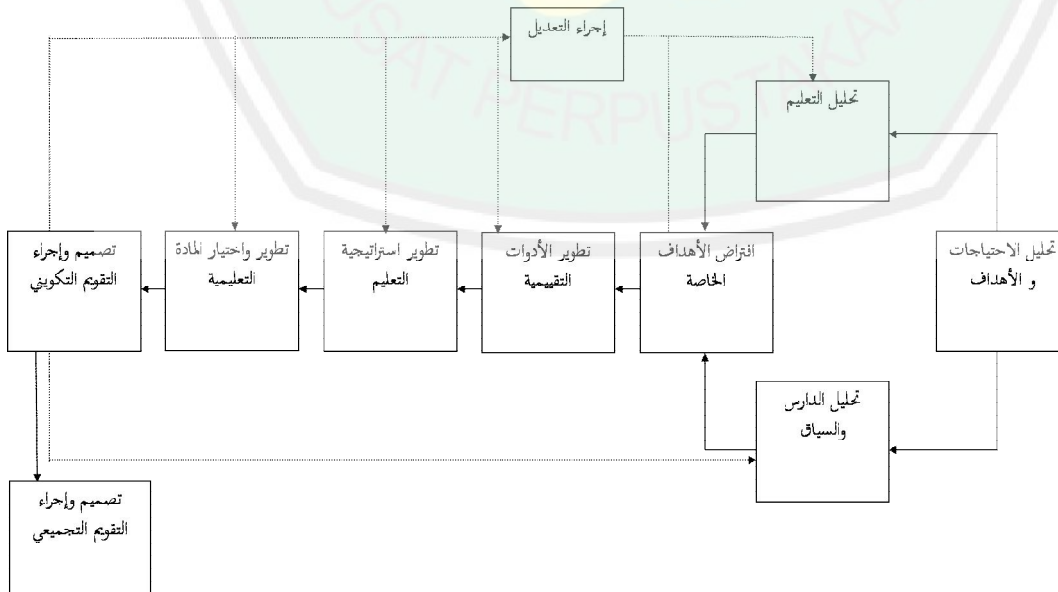 إجراء التعديل
تحليل التعليم
تحليل الاحتياجات
و الأهداف
افتراض الأهداف
الخاصة
تطوير الأدوات
التقييمية
تطوير استراتيجية
التعليم
تطوير واختيار المادة
التعليمية
تصميم وإجراء
التقويم التكويني
تحليل الدارس
والسياق
تصميم وإجراء
التقويم التجميعي